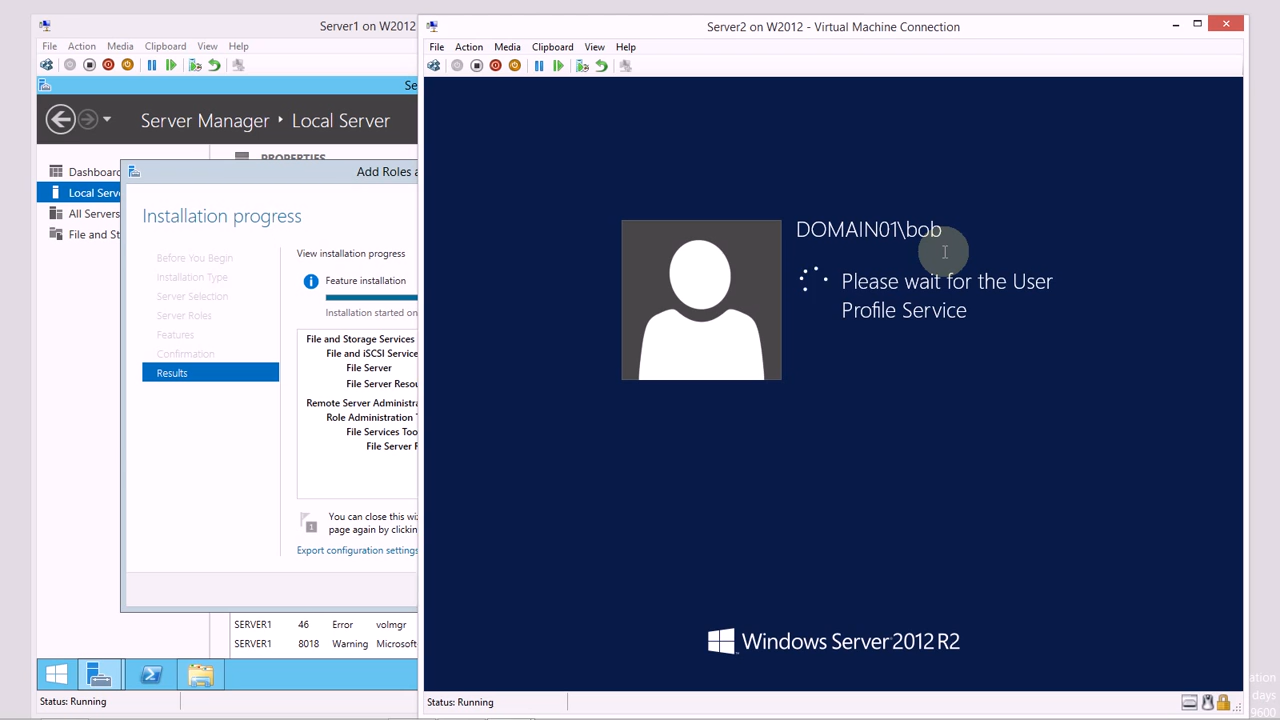 Server1 on W2012
File Action Media Clipboard View Help
Se
Server Manager ‣ Local Server
PROPERTIES
Dashboard
Local Serve
All Servers
File and St
Add Roles a
Installation progress
Before You Begin
Installation Type
Server Selection
Server Roles
Features
Confirmation
Results
View installation progress
Feature installation
Installation started on
File and Storage Services
File and iSCSI Service
File Server
File Server Resou
Remote Server Administra
Role Administration T
File Services Too
File Server R
1
You can close this wi
page again by clickin
Export configuration settings
SERVER1 46 Error volmgr
SERVER1 8018 Warning Microsoft
Status: Running
Server2 on W2012 - Virtual Machine Connection
File Action Media Clipboard View Help
DOMAIN01\bob
Please wait for the User
Profile Service
Windows Server 2012 R2
Status: Running
ation
days
9600